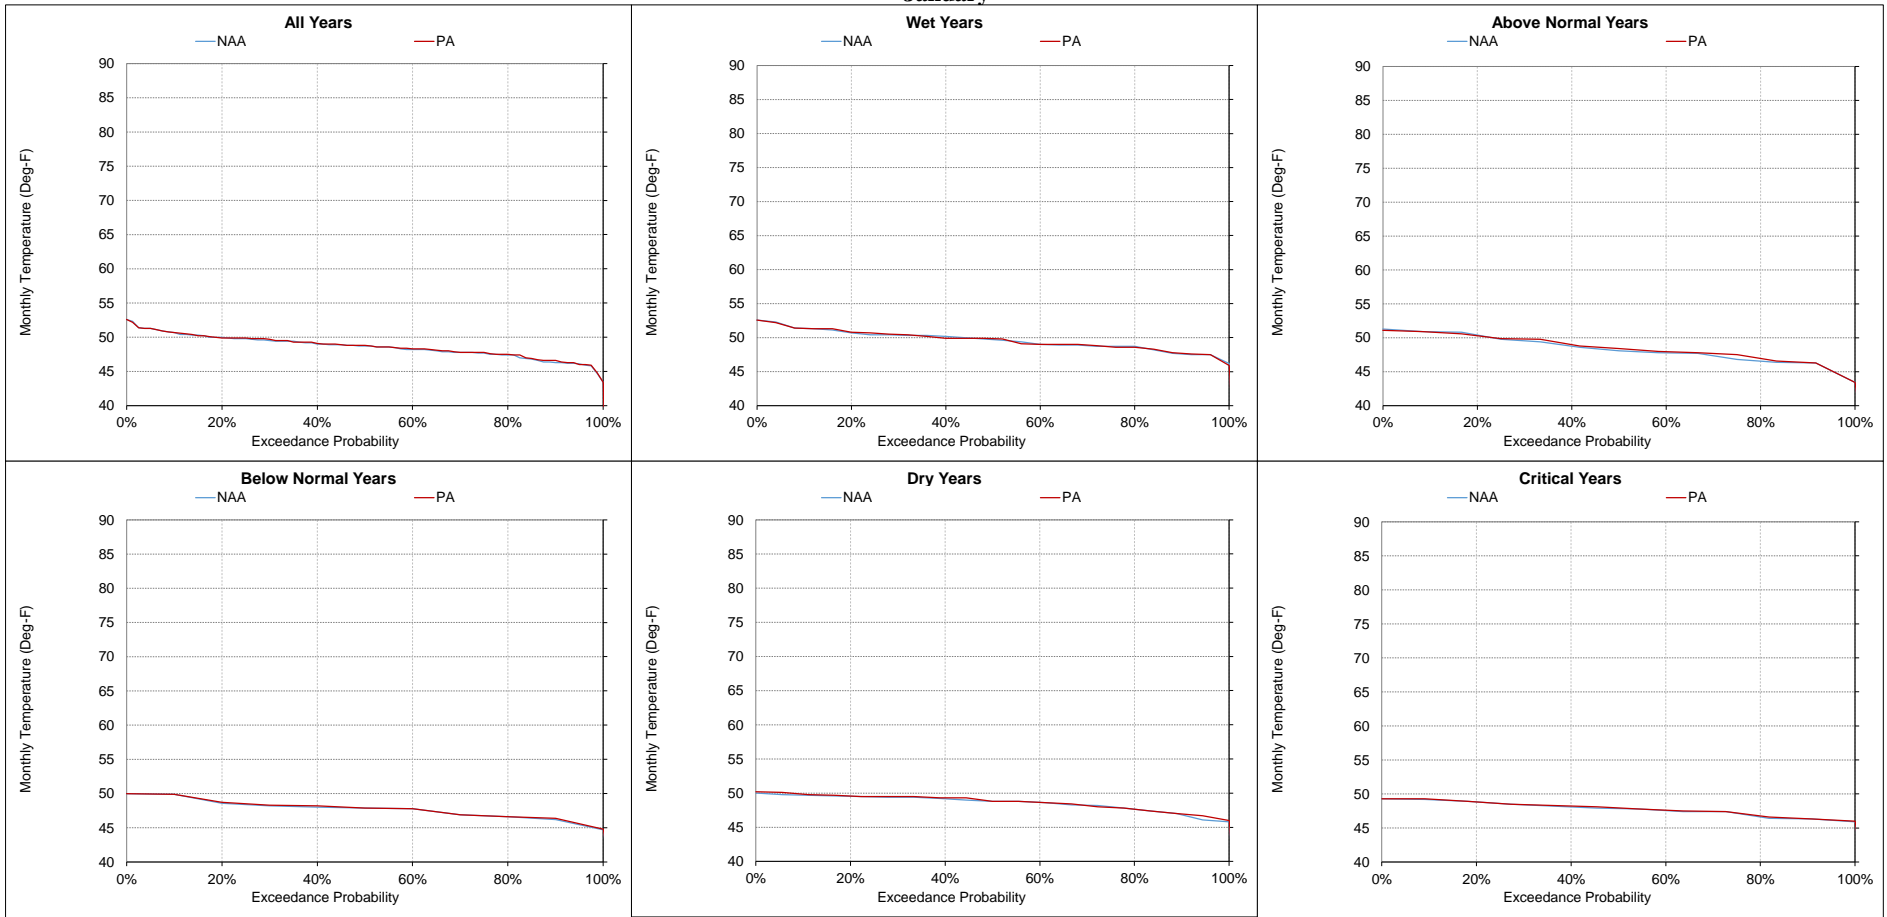 All Years
NAA PA
90
85
80
75
70
65
60
55
50
45
40
Monthly Temperature (Deg-F)
0% 20% 40% 60% 80% 100%
Exceedance Probability
Wet Years
NAA PA
90
85
80
75
70
65
60
55
50
45
40
Monthly Temperature (Deg-F)
0% 20% 40% 60% 80% 100%
Exceedance Probability
Above Normal Years
NAA PA
90
85
80
75
70
65
60
55
50
45
40
Monthly Temperature (Deg-F)
0% 20% 40% 60% 80% 100%
Exceedance Probability
Below Normal Years
NAA PA
90
85
80
75
70
65
60
55
50
45
40
Monthly Temperature (Deg-F)
0% 20% 40% 60% 80% 100%
Exceedance Probability
Dry Years
NAA PA
90
85
80
75
70
65
60
55
50
45
40
Monthly Temperature (Deg-F)
0% 20% 40% 60% 80% 100%
Exceedance Probability
Critical Years
NAA PA
90
85
80
75
70
65
60
55
50
45
40
Monthly Temperature (Deg-F)
0% 20% 40% 60% 80% 100%
Exceedance Probability